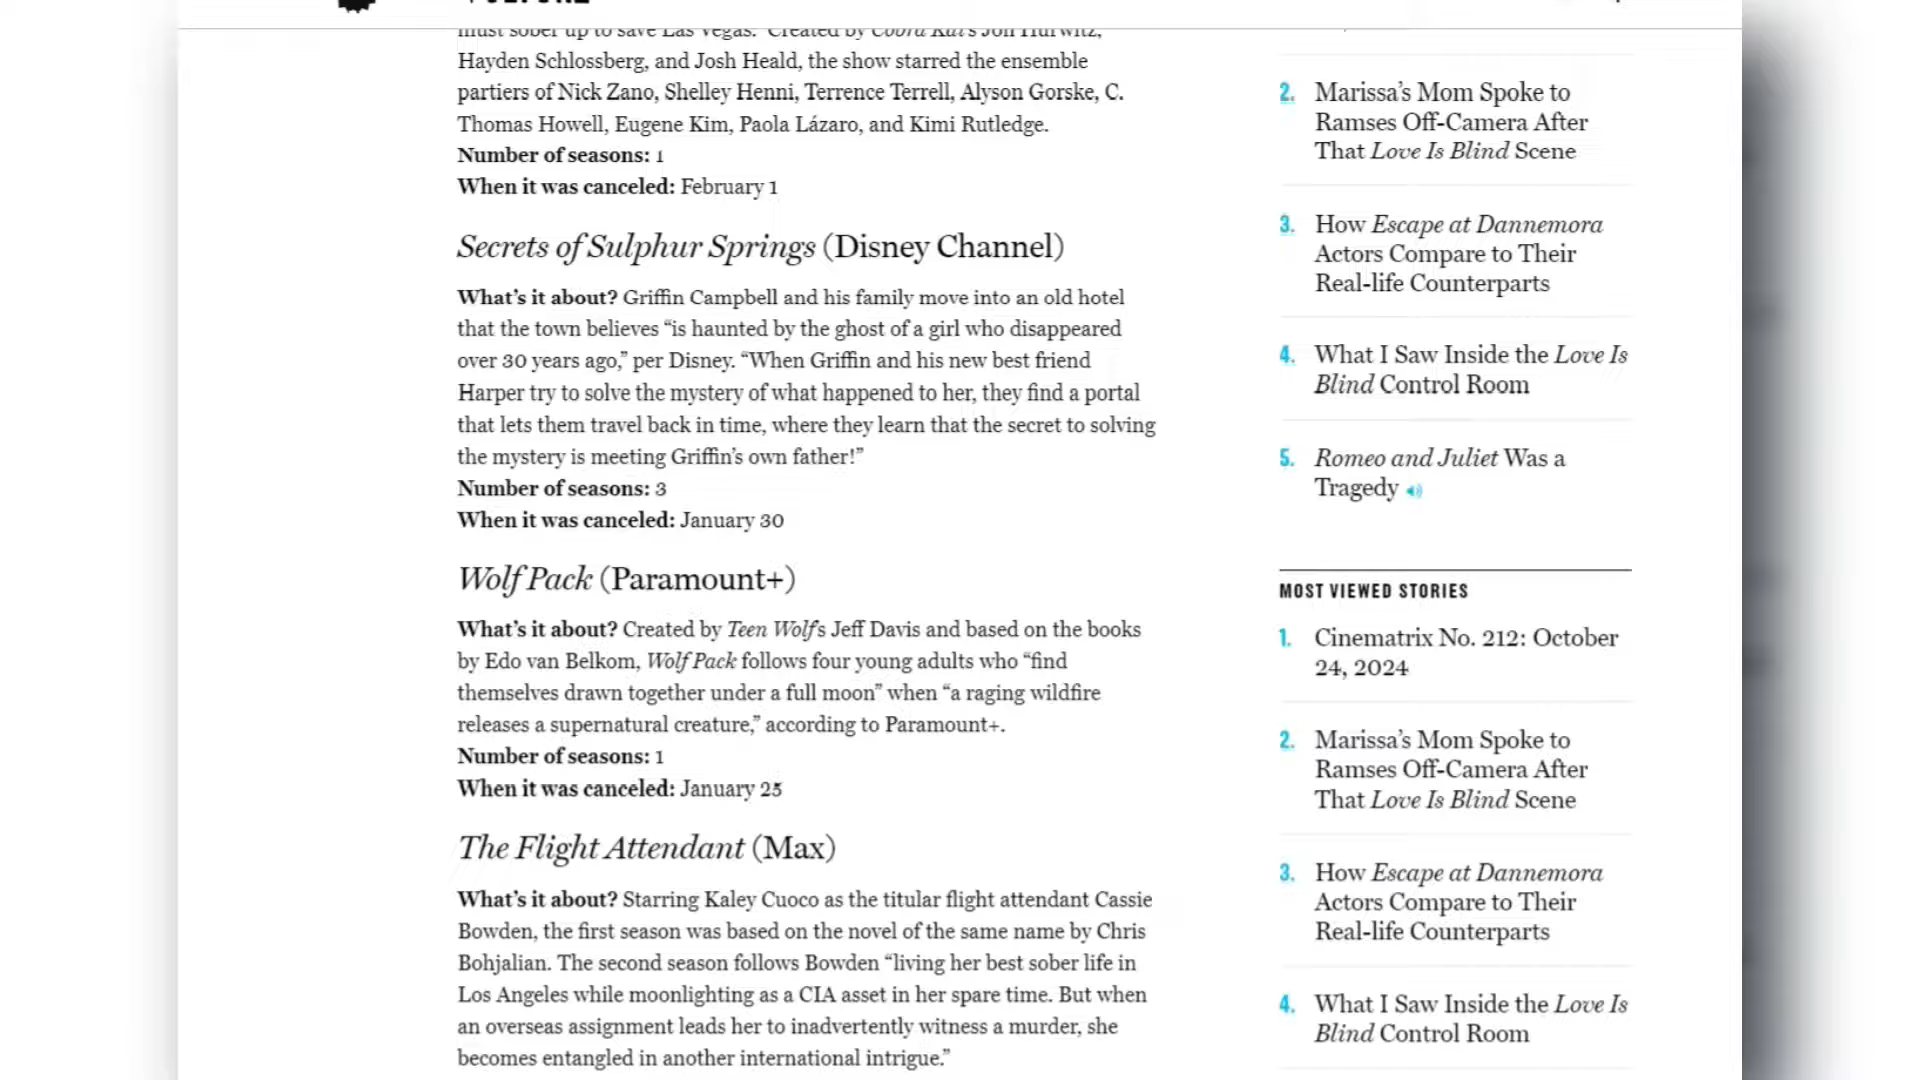 must sober up to save Las Vegas.” Created by Cobra Kai’s Jon Hurwitz,
Hayden Schlossberg, and Josh Heald, the show starred the ensemble
partiers of Nick Zano, Shelley Henni, Terrence Terrell, Alyson Gorske, C.
Thomas Howell, Eugene Kim, Paola Lázaro, and Kimi Rutledge.
Number of seasons: 1
When it was canceled: February 1
Secrets of Sulphur Springs (Disney Channel)
What’s it about? Griffin Campbell and his family move into an old hotel
that the town believes “is haunted by the ghost of a girl who disappeared
over 30 years ago,” per Disney. “When Griffin and his new best friend
Harper try to solve the mystery of what happened to her, they find a portal
that lets them travel back in time, where they learn that the secret to solving
the mystery is meeting Griffin’s own father!”
Number of seasons: 3
When it was canceled: January 30
Wolf Pack (Paramount+)
What’s it about? Created by Teen Wolf’s Jeff Davis and based on the books
by Edo van Belkom, Wolf Pack follows four young adults who “find
themselves drawn together under a full moon” when “a raging wildfire
releases a supernatural creature,” according to Paramount+.
Number of seasons: 1
When it was canceled: January 25
The Flight Attendant (Max)
What’s it about? Starring Kaley Cuoco as the titular flight attendant Cassie
Bowden, the first season was based on the novel of the same name by Chris
Bohjalian. The second season follows Bowden “living her best sober life in
Los Angeles while moonlighting as a CIA asset in her spare time. But when
an overseas assignment leads her to inadvertently witness a murder, she
becomes entangled in another international intrigue.”
2. Marissa’s Mom Spoke to
Ramses Off-Camera After
That Love Is Blind Scene
3. How Escape at Dannemora
Actors Compare to Their
Real-life Counterparts
4. What I Saw Inside the Love Is
Blind Control Room
5. Romeo and Juliet Was a
Tragedy
MOST VIEWED STORIES
1. Cinematrix No. 212: October
24, 2024
2. Marissa’s Mom Spoke to
Ramses Off-Camera After
That Love Is Blind Scene
3. How Escape at Dannemora
Actors Compare to Their
Real-life Counterparts
4. What I Saw Inside the Love Is
Blind Control Room